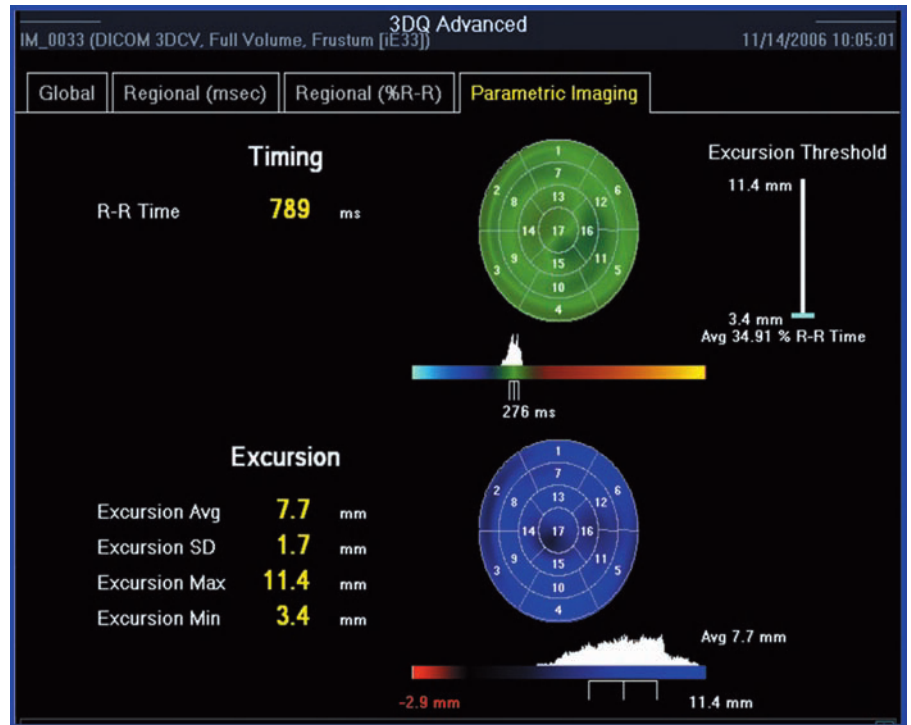 3DQ Advanced
IM_0033 (DICOM 3DCV, Full Volume, Frustum [iE33])
11/14/2006 10:05:01
Global
Regional (msec)
Regional (%R-R)
Parametric Imaging
Timing
R-R Time 789 ms
1
7
2 8 13 12 6
14 17 16
3 9 15 11 5
10
4
Excursion Threshold
11.4 mm
3.4 mm
Avg 34.91 % R-R Time
276 ms
Excursion
Excursion Avg 7.7 mm
Excursion SD 1.7 mm
Excursion Max 11.4 mm
Excursion Min 3.4 mm
1
7
2 8 13 12 6
14 17 16
3 9 15 11 5
10
4
Avg 7.7 mm
-2.9 mm
11.4 mm